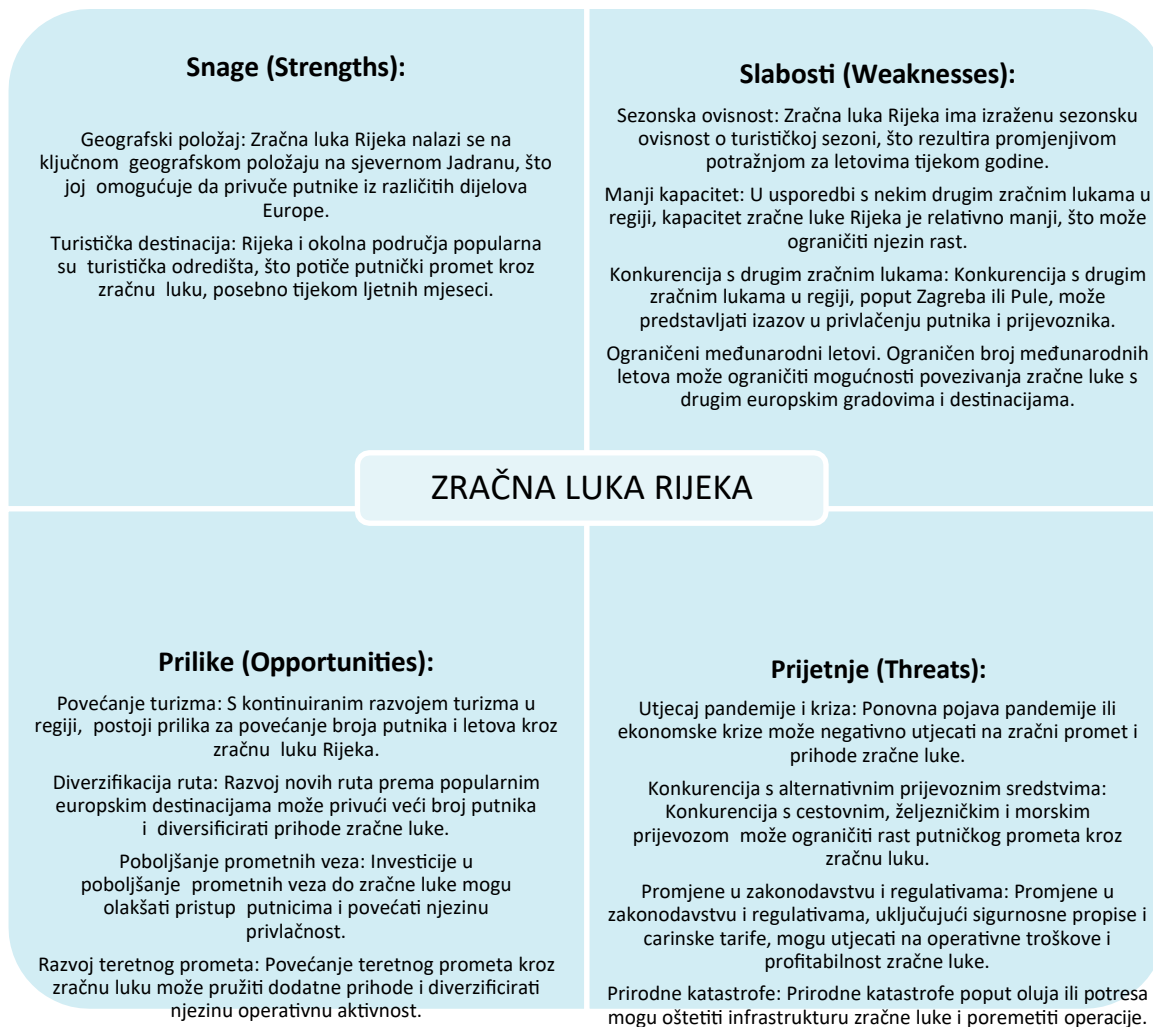 Snage (Strengths):
Geografski položaj: Zračna luka Rijeka nalazi se na
ključnom geografskom položaju na sjevernom Jadranu, što
joj omogućuje da privuče putnike iz različitih dijelova
Europe.
Turistička destinacija: Rijeka i okolna područja popularna
su turistička odredišta, što potiče putnički promet kroz
zračnu luku, posebno tijekom ljetnih mjeseci.
Slabosti (Weaknesses):
Sezonska ovisnost: Zračna luka Rijeka ima izraženu sezonsku
ovisnost o turističkoj sezoni, što rezultira promjenjivom
potražnjom za letovima tijekom godine.
Manji kapacitet: U usporedbi s nekim drugim zračnim lukama u
regiji, kapacitet zračne luke Rijeka je relativno manji, što može
ograničiti njezin rast.
Konkurencija s drugim zračnim lukama: Konkurencija s drugim
zračnim lukama u regiji, poput Zagreba ili Pule, može
predstavljati izazov u privlačenju putnika i prijevoznika.
Ograničeni međunarodni letovi. Ograničen broj međunarodnih
letova može ograničiti mogućnosti povezivanja zračne luke s
drugim europskim gradovima i destinacijama.
ZRAČNA LUKA RIJEKA
Prilike (Opportunities):
Povećanje turizma: S kontinuiranim razvojem turizma u
regiji, postoji prilika za povećanje broja putnika i letova kroz
zračnu luku Rijeka.
Diverzifikacija ruta: Razvoj novih ruta prema popularnim
europskim destinacijama može privući veći broj putnika
i diversificirati prihode zračne luke.
Poboljšanje prometnih veza: Investicije u
poboljšanje prometnih veza do zračne luke mogu
olakšati pristup putnicima i povećati njezinu
privlačnost.
Razvoj teretnog prometa: Povećanje teretnog prometa kroz
zračnu luku može pružiti dodatne prihode i diverzificirati
njezinu operativnu aktivnost.
Prijetnje (Threats):
Utjecaj pandemije i kriza: Ponovna pojava pandemije ili
ekonomske krize može negativno utjecati na zračni promet i
prihode zračne luke.
Konkurencija s alternativnim prijevoznim sredstvima:
Konkurencija s cestovnim, željezničkim i morskim
prijevozom može ograničiti rast putničkog prometa kroz
zračnu luku.
Promjene u zakonodavstvu i regulativama: Promjene u
zakonodavstvu i regulativama, uključujući sigurnosne propise i
carinske tarife, mogu utjecati na operativne troškove i
profitabilnost zračne luke.
Prirodne katastrofe: Prirodne katastrofe poput oluja ili potresa
mogu oštetiti infrastrukturu zračne luke i poremetiti operacije.